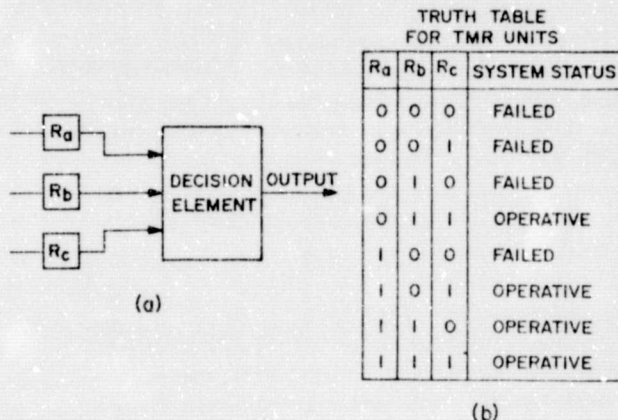 TRUTH TABLE
FOR TMR UNITS
Ra Rb Rc SYSTEM STATUS
0 0 0 FAILED
0 0 1 FAILED
0 1 0 FAILED
0 1 1 OPERATIVE
1 0 0 FAILED
1 0 1 OPERATIVE
1 1 0 OPERATIVE
1 1 1 OPERATIVE
(b)
Ra
Rb
Rc
DECISION
ELEMENT
OUTPUT
(a)